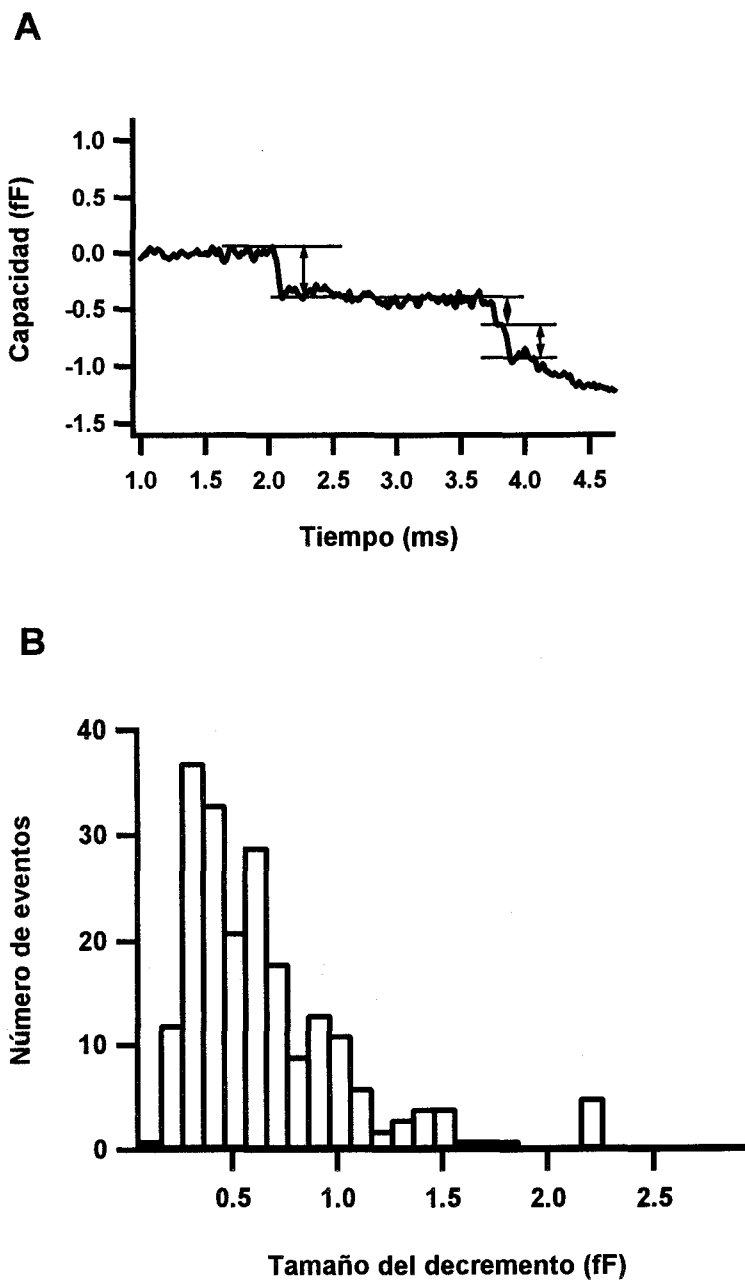 A
Capacidad (fF)
1.0
0.5
0.0
-0.5
-1.0
-1.5
1.0 1.5 2.0 2.5 3.0 3.5 4.0 4.5
Tiempo (ms)
B
Número de eventos
40
30
20
10
0
0.5 1.0 1.5 2.0 2.5
Tamaño del decremento (fF)